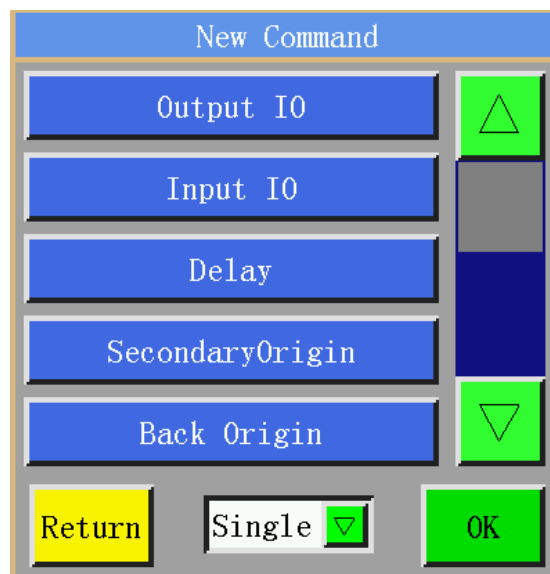 New Command
Output IO
Input IO
Delay
SecondaryOrigin
Back Origin
Return
Single
OK